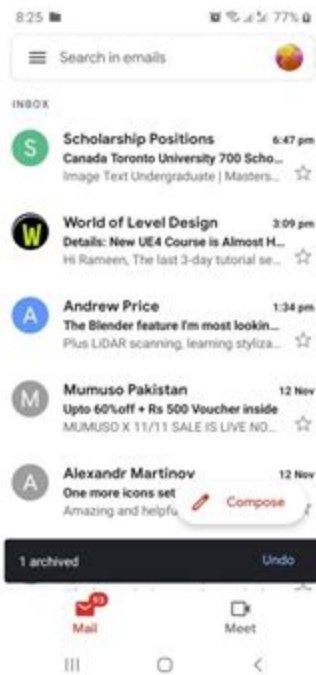 8:25 77%
Search in emails
INBOX
S
Scholarship Positions 6:47 pm
Canada Toronto University 700 Scho...
Image Text Undergraduate | Masters...
W
World of Level Design 3:09 pm
Details: New UE4 Course is Almost H...
Hi Rameen, The last 3-day tutorial se...
A
Andrew Price 1:34 pm
The Blender feature I'm most lookin...
Plus LiDAR scanning, learning styliza...
M
Mumuso Pakistan 12 Nov
Upto 60%off + Rs 500 Voucher inside
MUMUSO X 11/11 SALE IS LIVE NO...
A
Alexandr Martinov 12 Nov
One more icons set
Amazing and helpfu
Compose
1 archived Undo
93
Mail Meet